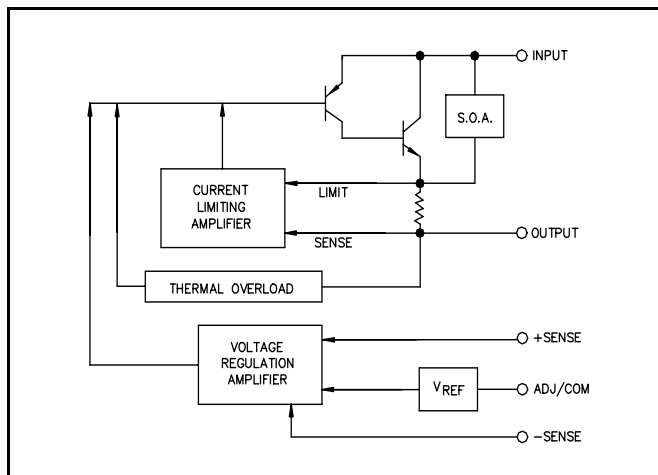 INPUT
S.O.A.
CURRENT
LIMITING
AMPLIFIER
LIMIT
SENSE
OUTPUT
THERMAL OVERLOAD
VOLTAGE
REGULATION
AMPLIFIER
+SENSE
VREF
ADJ/COM
−SENSE